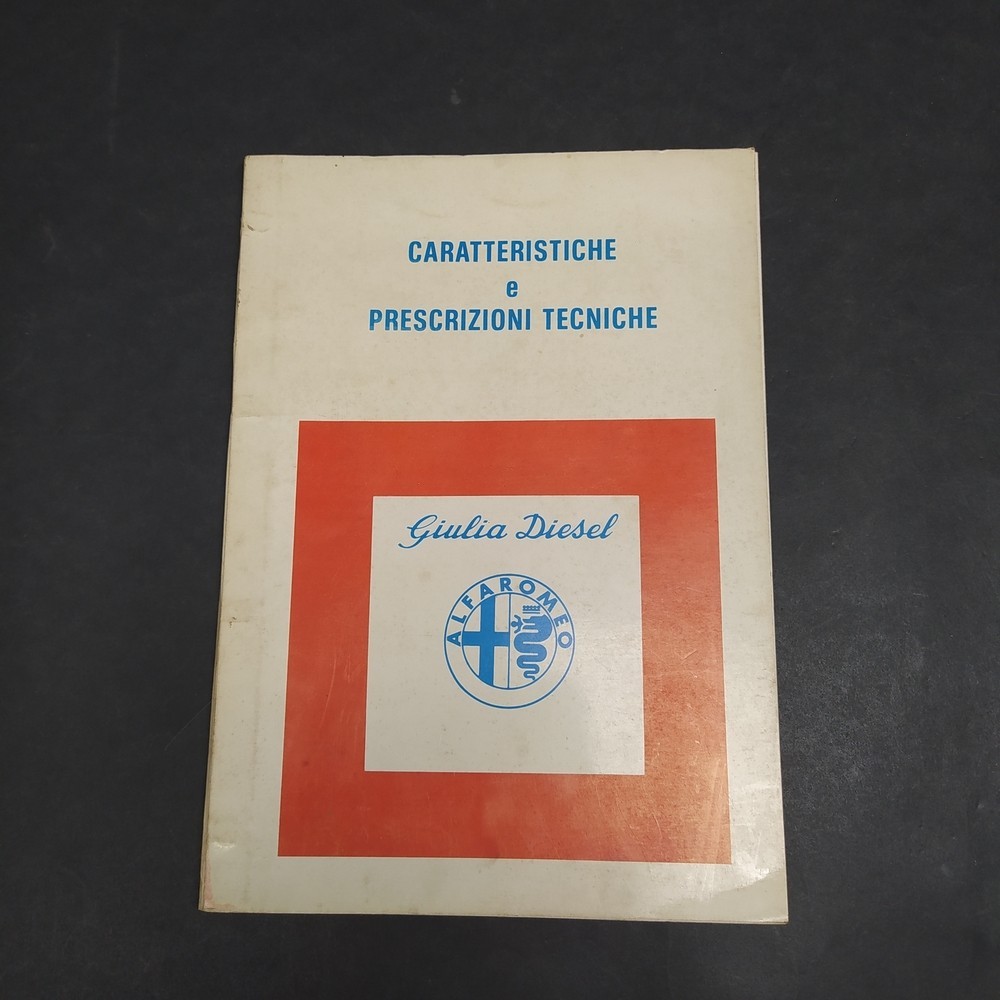 CARATTERISTICHE
e
PRESCRIZIONI TECNICHE
Giulia Diesel
ALFA ROMEO